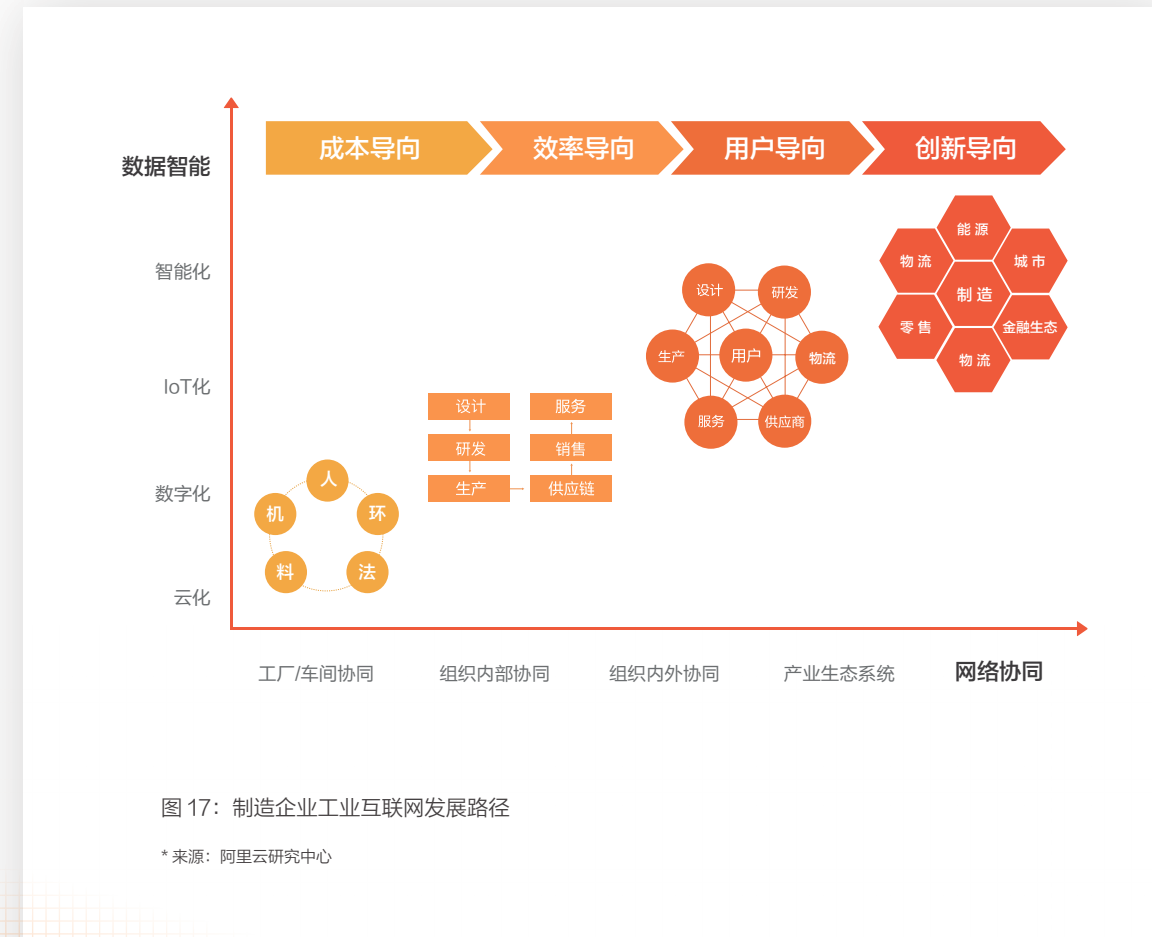 成本导向
效率导向
用户导向
创新导向
数据智能
智能化
IoT化
数字化
云化
人
机
环
料
法
设计
研发
生产
服务
销售
供应链
设计
研发
生产
用户
物流
服务
供应商
能源
物流
城市
制造
零售
金融生态
物流
工厂/车间协同
组织内部协同
组织内外协同
产业生态系统
网络协同
图 17：制造企业工业互联网发展路径
* 来源：阿里云研究中心